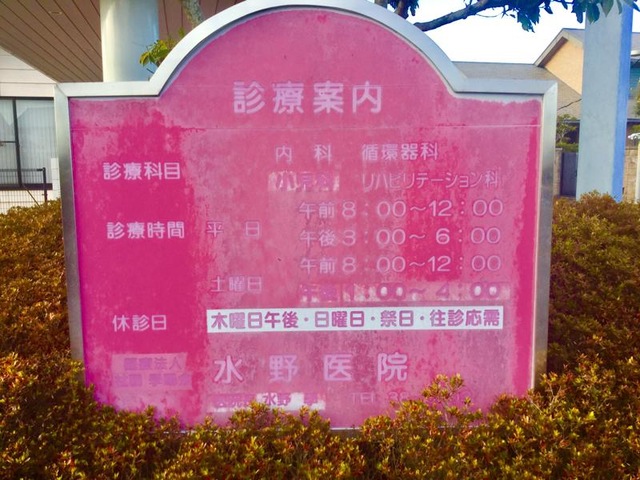 診療案内
診療科目 内科 循環器科
リハビリテーション科
診療時間 平日 午前8:00〜12:00
午後3:00〜6:00
土曜日 午前8:00〜12:00
休診日 木曜日午後・日曜日・祭日・往診応需
水野医院
水野 TEL